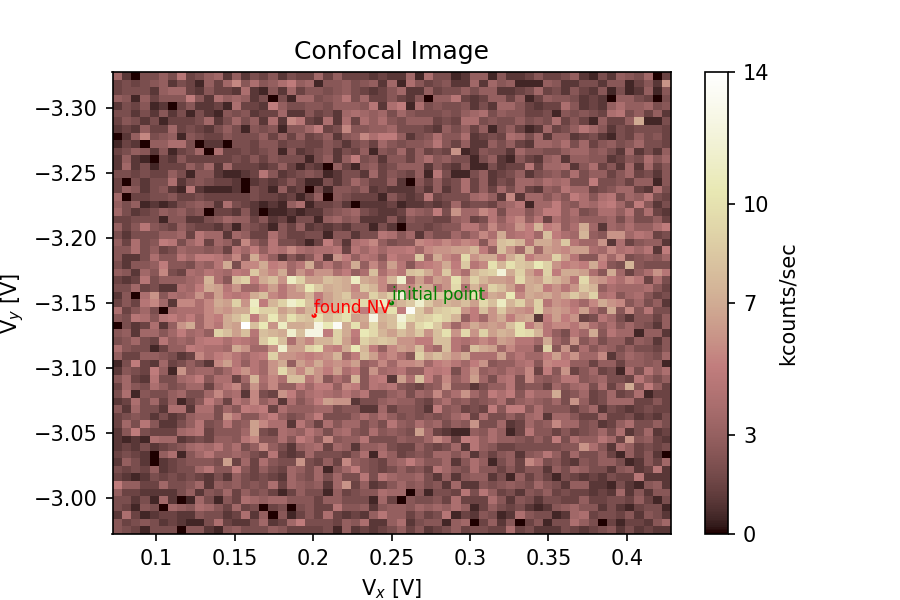 Confocal Image
−3.30
−3.25
−3.20
−3.15
−3.10
−3.05
−3.00
V_y [V]
found NV
initial point
0.1 0.15 0.2 0.25 0.3 0.35 0.4
V_x [V]
14
10
7
3
0
kcounts/sec